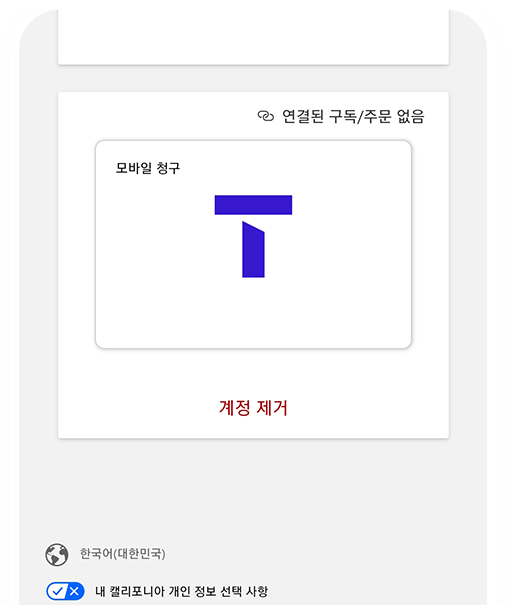 연결된 구독/주문 없음
모바일 청구
계정 제거
한국어(대한민국)
내 캘리포니아 개인 정보 선택 사항